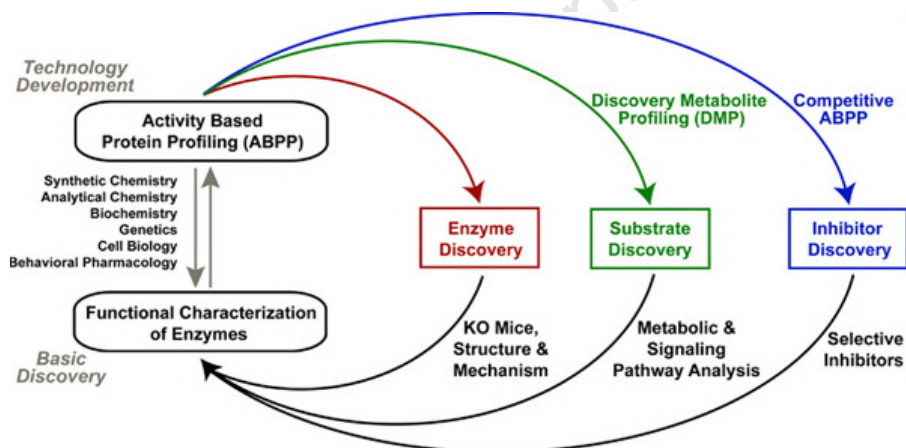 Technology
Development
Activity Based
Protein Profiling (ABPP)
Discovery Metabolite
Profiling (DMP)
Competitive
ABPP
Synthetic Chemistry
Analytical Chemistry
Biochemistry
Genetics
Cell Biology
Behavioral Pharmacology
Enzyme
Discovery
Substrate
Discovery
Inhibitor
Discovery
Functional Characterization
of Enzymes
Basic
Discovery
KO Mice,
Structure &
Mechanism
Metabolic &
Signaling
Pathway Analysis
Selective
Inhibitors